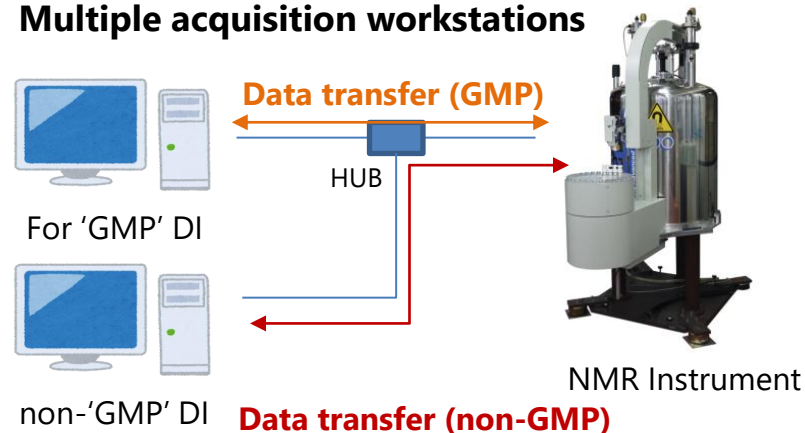 Multiple acquisition workstations
Data transfer (GMP)
HUB
For ‘GMP’ DI
non-‘GMP’ DI
Data transfer (non-GMP)
NMR Instrument